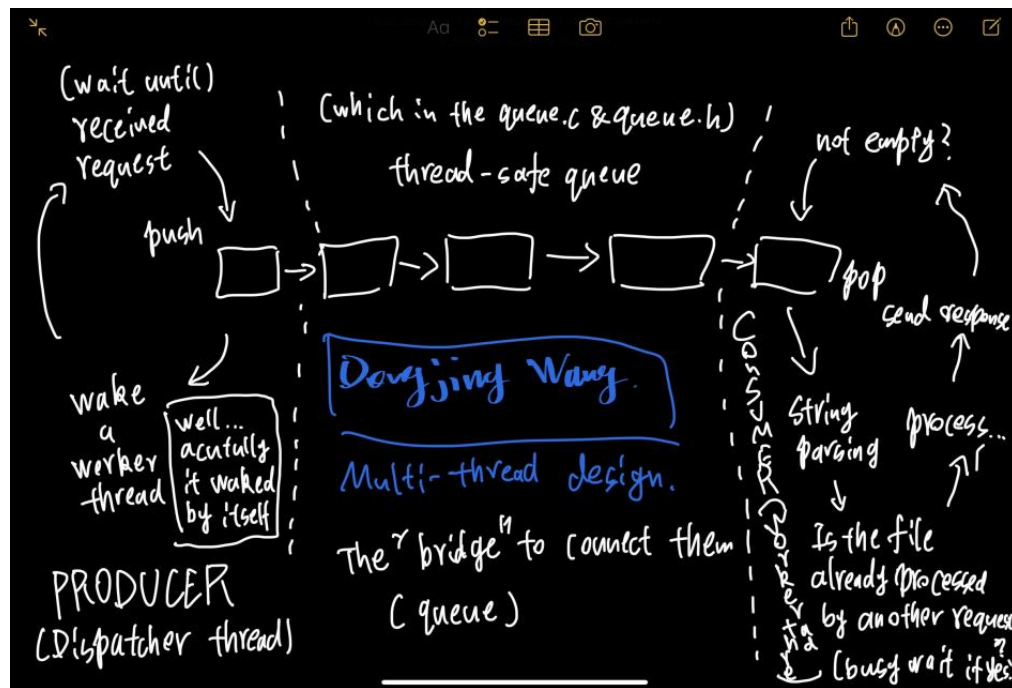 Aa
(wait until)
received
request
push
wake
a
worker
thread
well...
acutfully
it waked
by itself
PRODUCER
(Dispatcher thread)
(which in the queue.c & queue.h)
thread-safe queue
Dongjing Wang.
Multi-thread design.
The "bridge" to connect them
(queue)
not empty?
pop
send response
process...
string
parsing
Is the file
already processed
by another request
(busy wait if yes)
CONSUMER (worker thread)